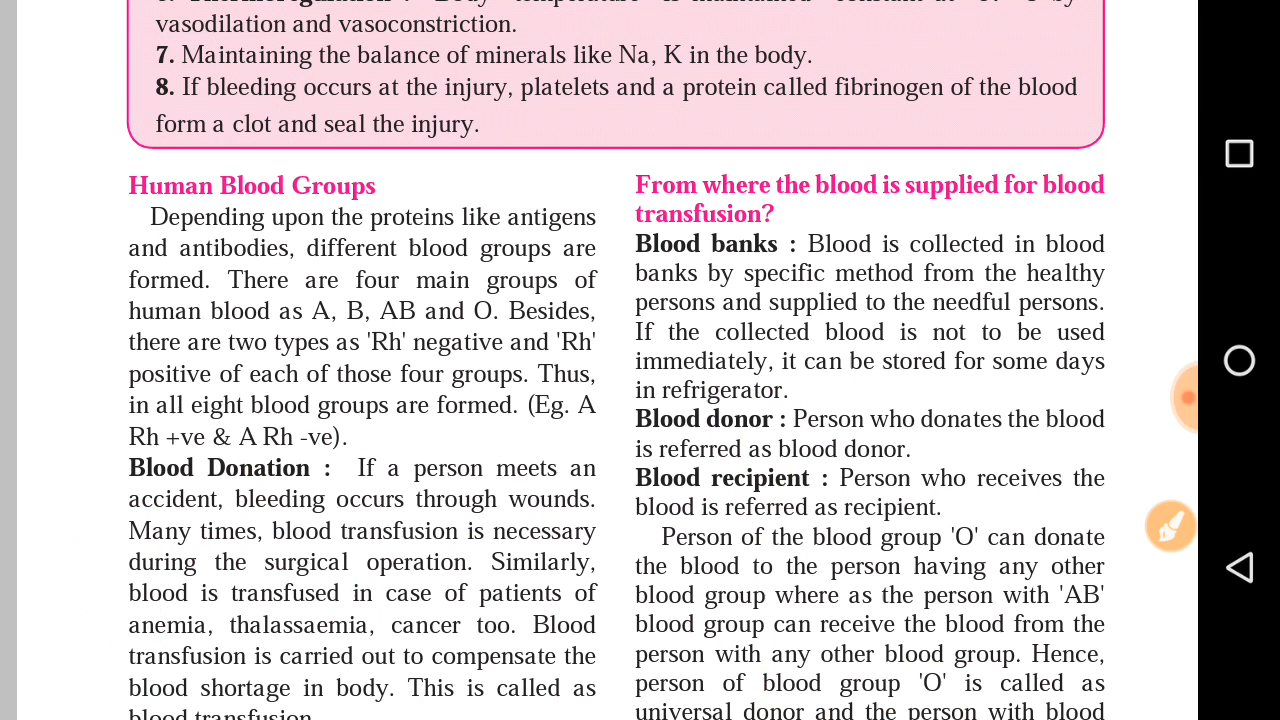 vasodilation and vasoconstriction.
7. Maintaining the balance of minerals like Na, K in the body.
8. If bleeding occurs at the injury, platelets and a protein called fibrinogen of the blood
form a clot and seal the injury.
Human Blood Groups
Depending upon the proteins like antigens
and antibodies, different blood groups are
formed. There are four main groups of
human blood as A, B, AB and O. Besides,
there are two types as 'Rh' negative and 'Rh'
positive of each of those four groups. Thus,
in all eight blood groups are formed. (Eg. A
Rh +ve & A Rh -ve).
Blood Donation : If a person meets an
accident, bleeding occurs through wounds.
Many times, blood transfusion is necessary
during the surgical operation. Similarly,
blood is transfused in case of patients of
anemia, thalassaemia, cancer too. Blood
transfusion is carried out to compensate the
blood shortage in body. This is called as
blood transfusion.
From where the blood is supplied for blood
transfusion?
Blood banks : Blood is collected in blood
banks by specific method from the healthy
persons and supplied to the needful persons.
If the collected blood is not to be used
immediately, it can be stored for some days
in refrigerator.
Blood donor : Person who donates the blood
is referred as blood donor.
Blood recipient : Person who receives the
blood is referred as recipient.
Person of the blood group 'O' can donate
the blood to the person having any other
blood group where as the person with 'AB'
blood group can receive the blood from the
person with any other blood group. Hence,
person of blood group 'O' is called as
universal donor and the person with blood